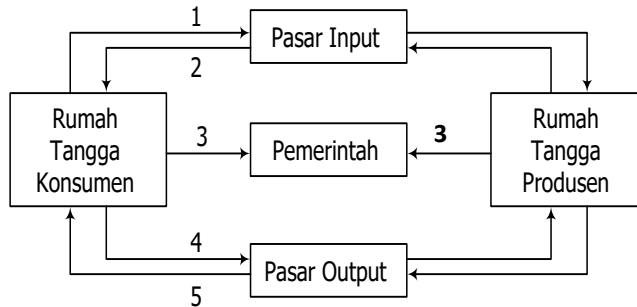 1
Pasar Input
2
Rumah
Tangga
Konsumen
3
Pemerintah
3
Rumah
Tangga
Produsen
4
Pasar Output
5